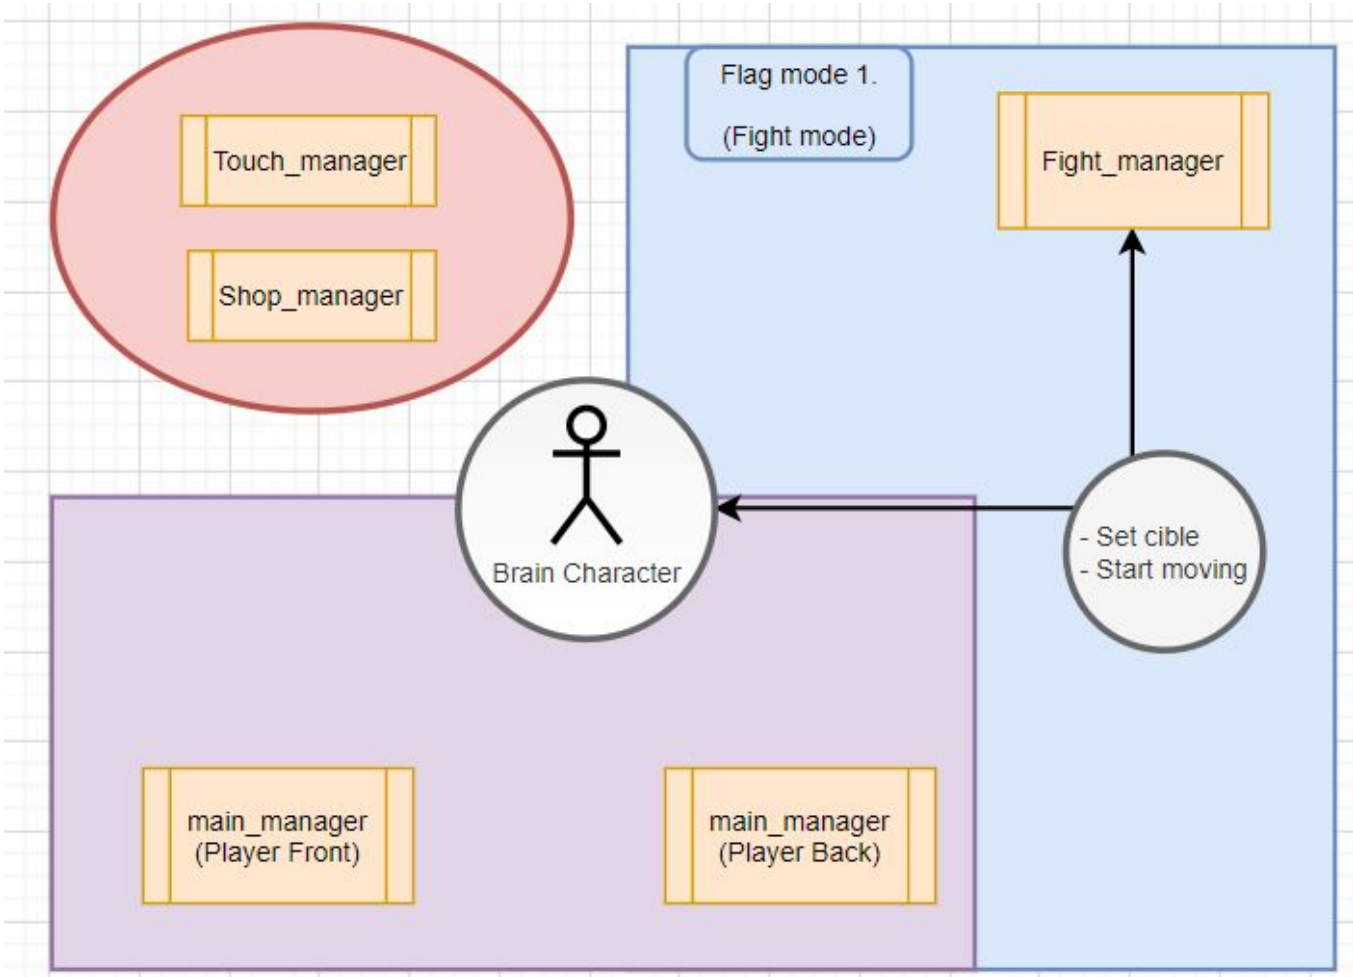 Flag mode 1.
(Fight mode)
Touch_manager
Fight_manager
Shop_manager
- Set cible
- Start moving
Brain Character
main_manager
(Player Front)
main_manager
(Player Back)